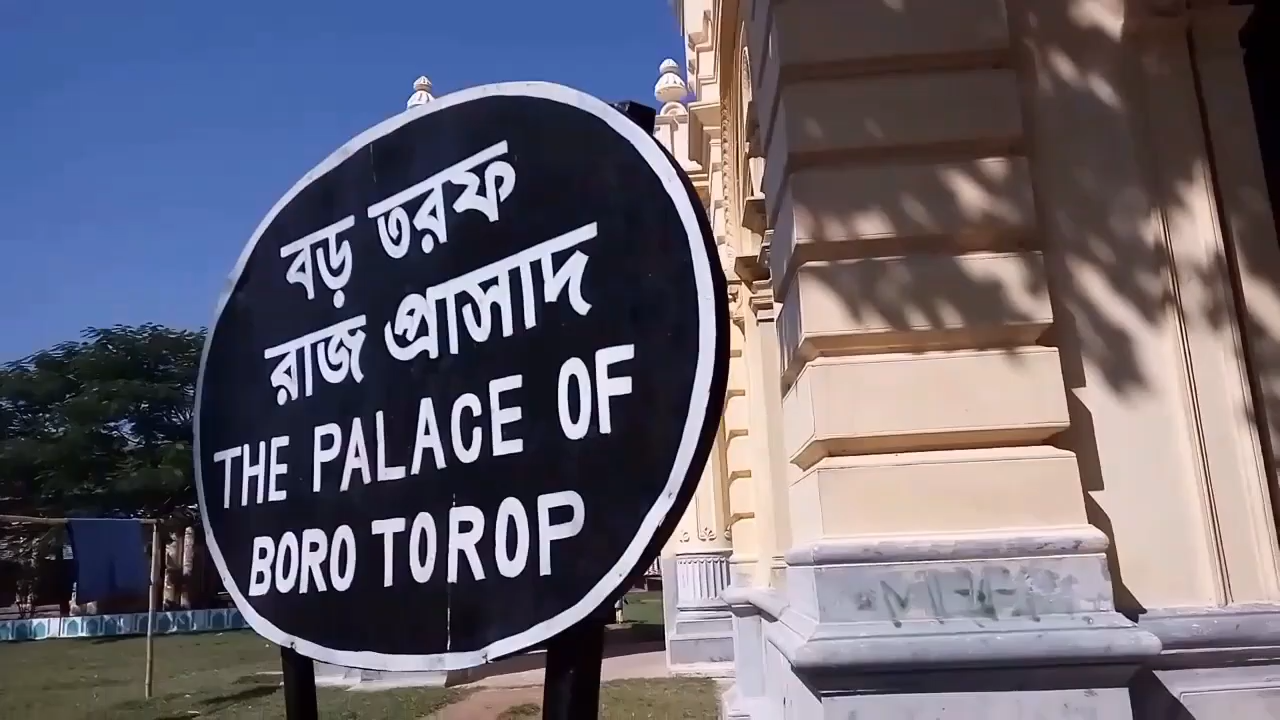 বড় তরফ
রাজ প্রাসাদ
THE PALACE OF
BORO TOROP